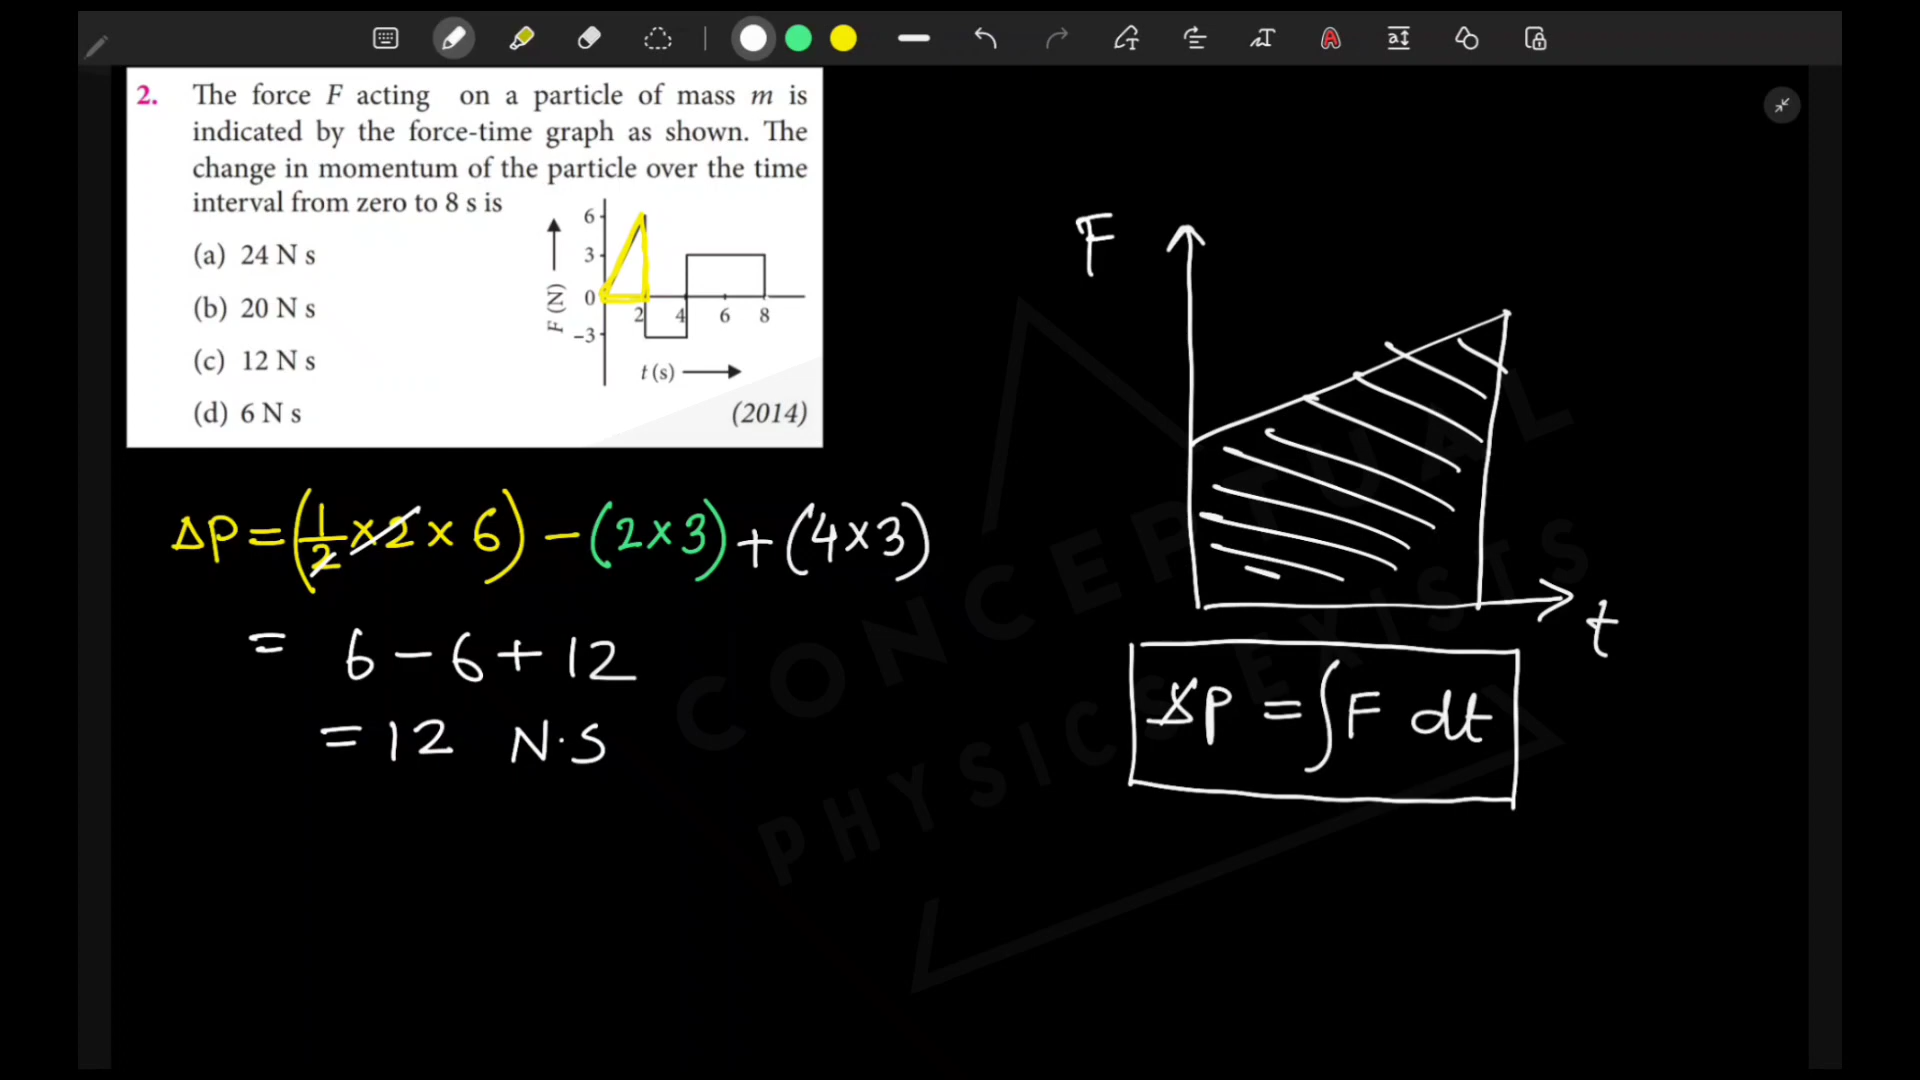 2. The force F acting on a particle of mass m is
indicated by the force-time graph as shown. The
change in momentum of the particle over the time
interval from zero to 8 s is
(a) 24 N s
(b) 20 N s
(c) 12 N s
(d) 6 N s
6
3
0
-3
F (N)
2 4 6 8
t (s)
(2014)
F
t
ΔP = (1/2 × 2 × 6) - (2×3) + (4×3)
= 6 - 6 + 12
= 12 N·S
ΔP = ∫F dt
CONCEPTUAL
PHYSICS EXISTS